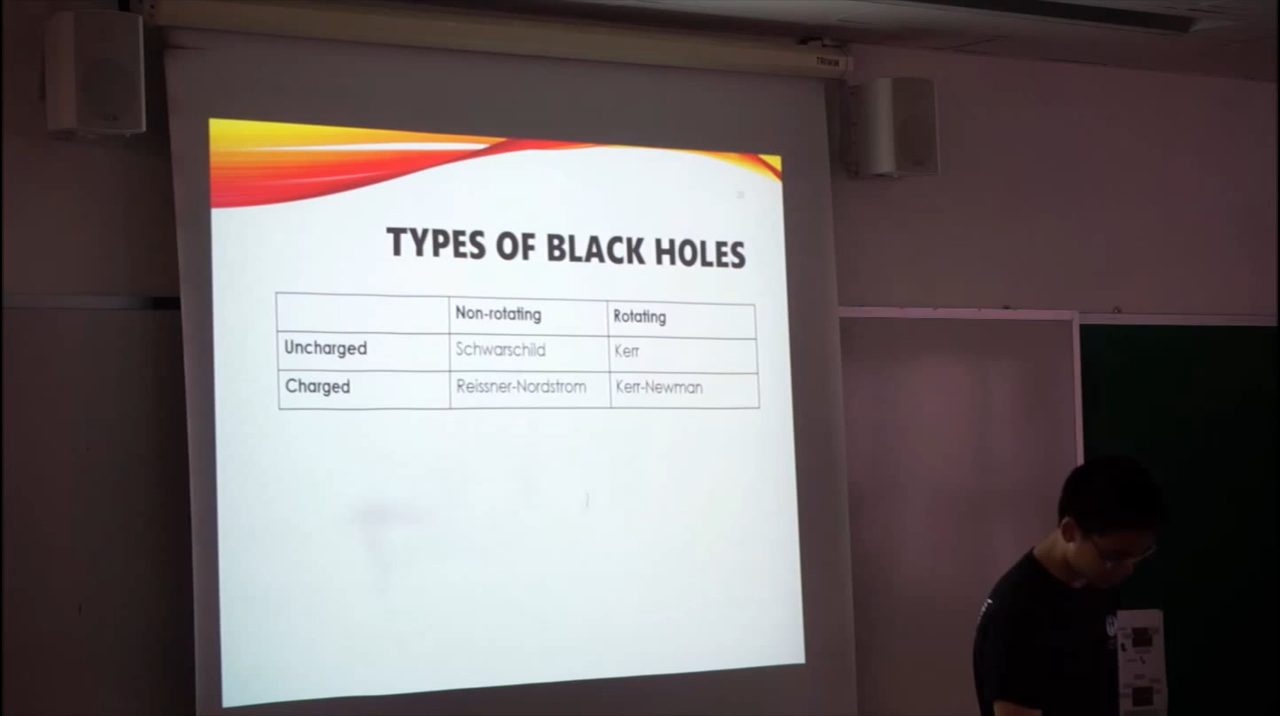 TYPES OF BLACK HOLES
Non-rotating Rotating
Uncharged Schwarschild Kerr
Charged Reissner-Nordstrom Kerr-Newman